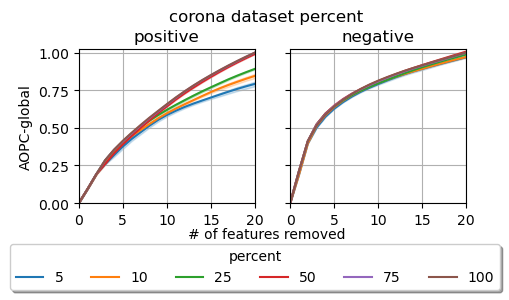 corona dataset percent
positive
negative
AOPC-global
1.00
0.75
0.50
0.25
0.00
0 5 10 15 20
0 5 10 15 20
# of features removed
percent
5 10 25 50 75 100